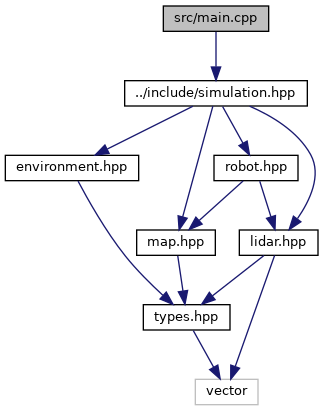 src/main.cpp
../include/simulation.hpp
environment.hpp
robot.hpp
map.hpp
lidar.hpp
types.hpp
vector